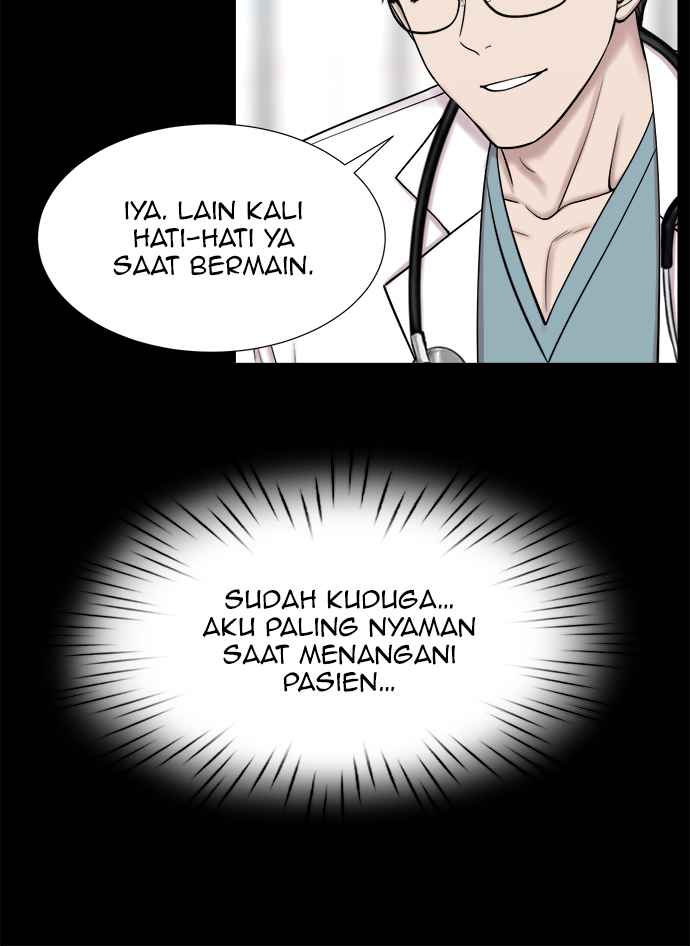 IYA. LAIN KALI
HATI-HATI YA
SAAT BERMAIN.
SUDAH KUDUGA...
AKU PALING NYAMAN
SAAT MENANGANI
PASIEN...